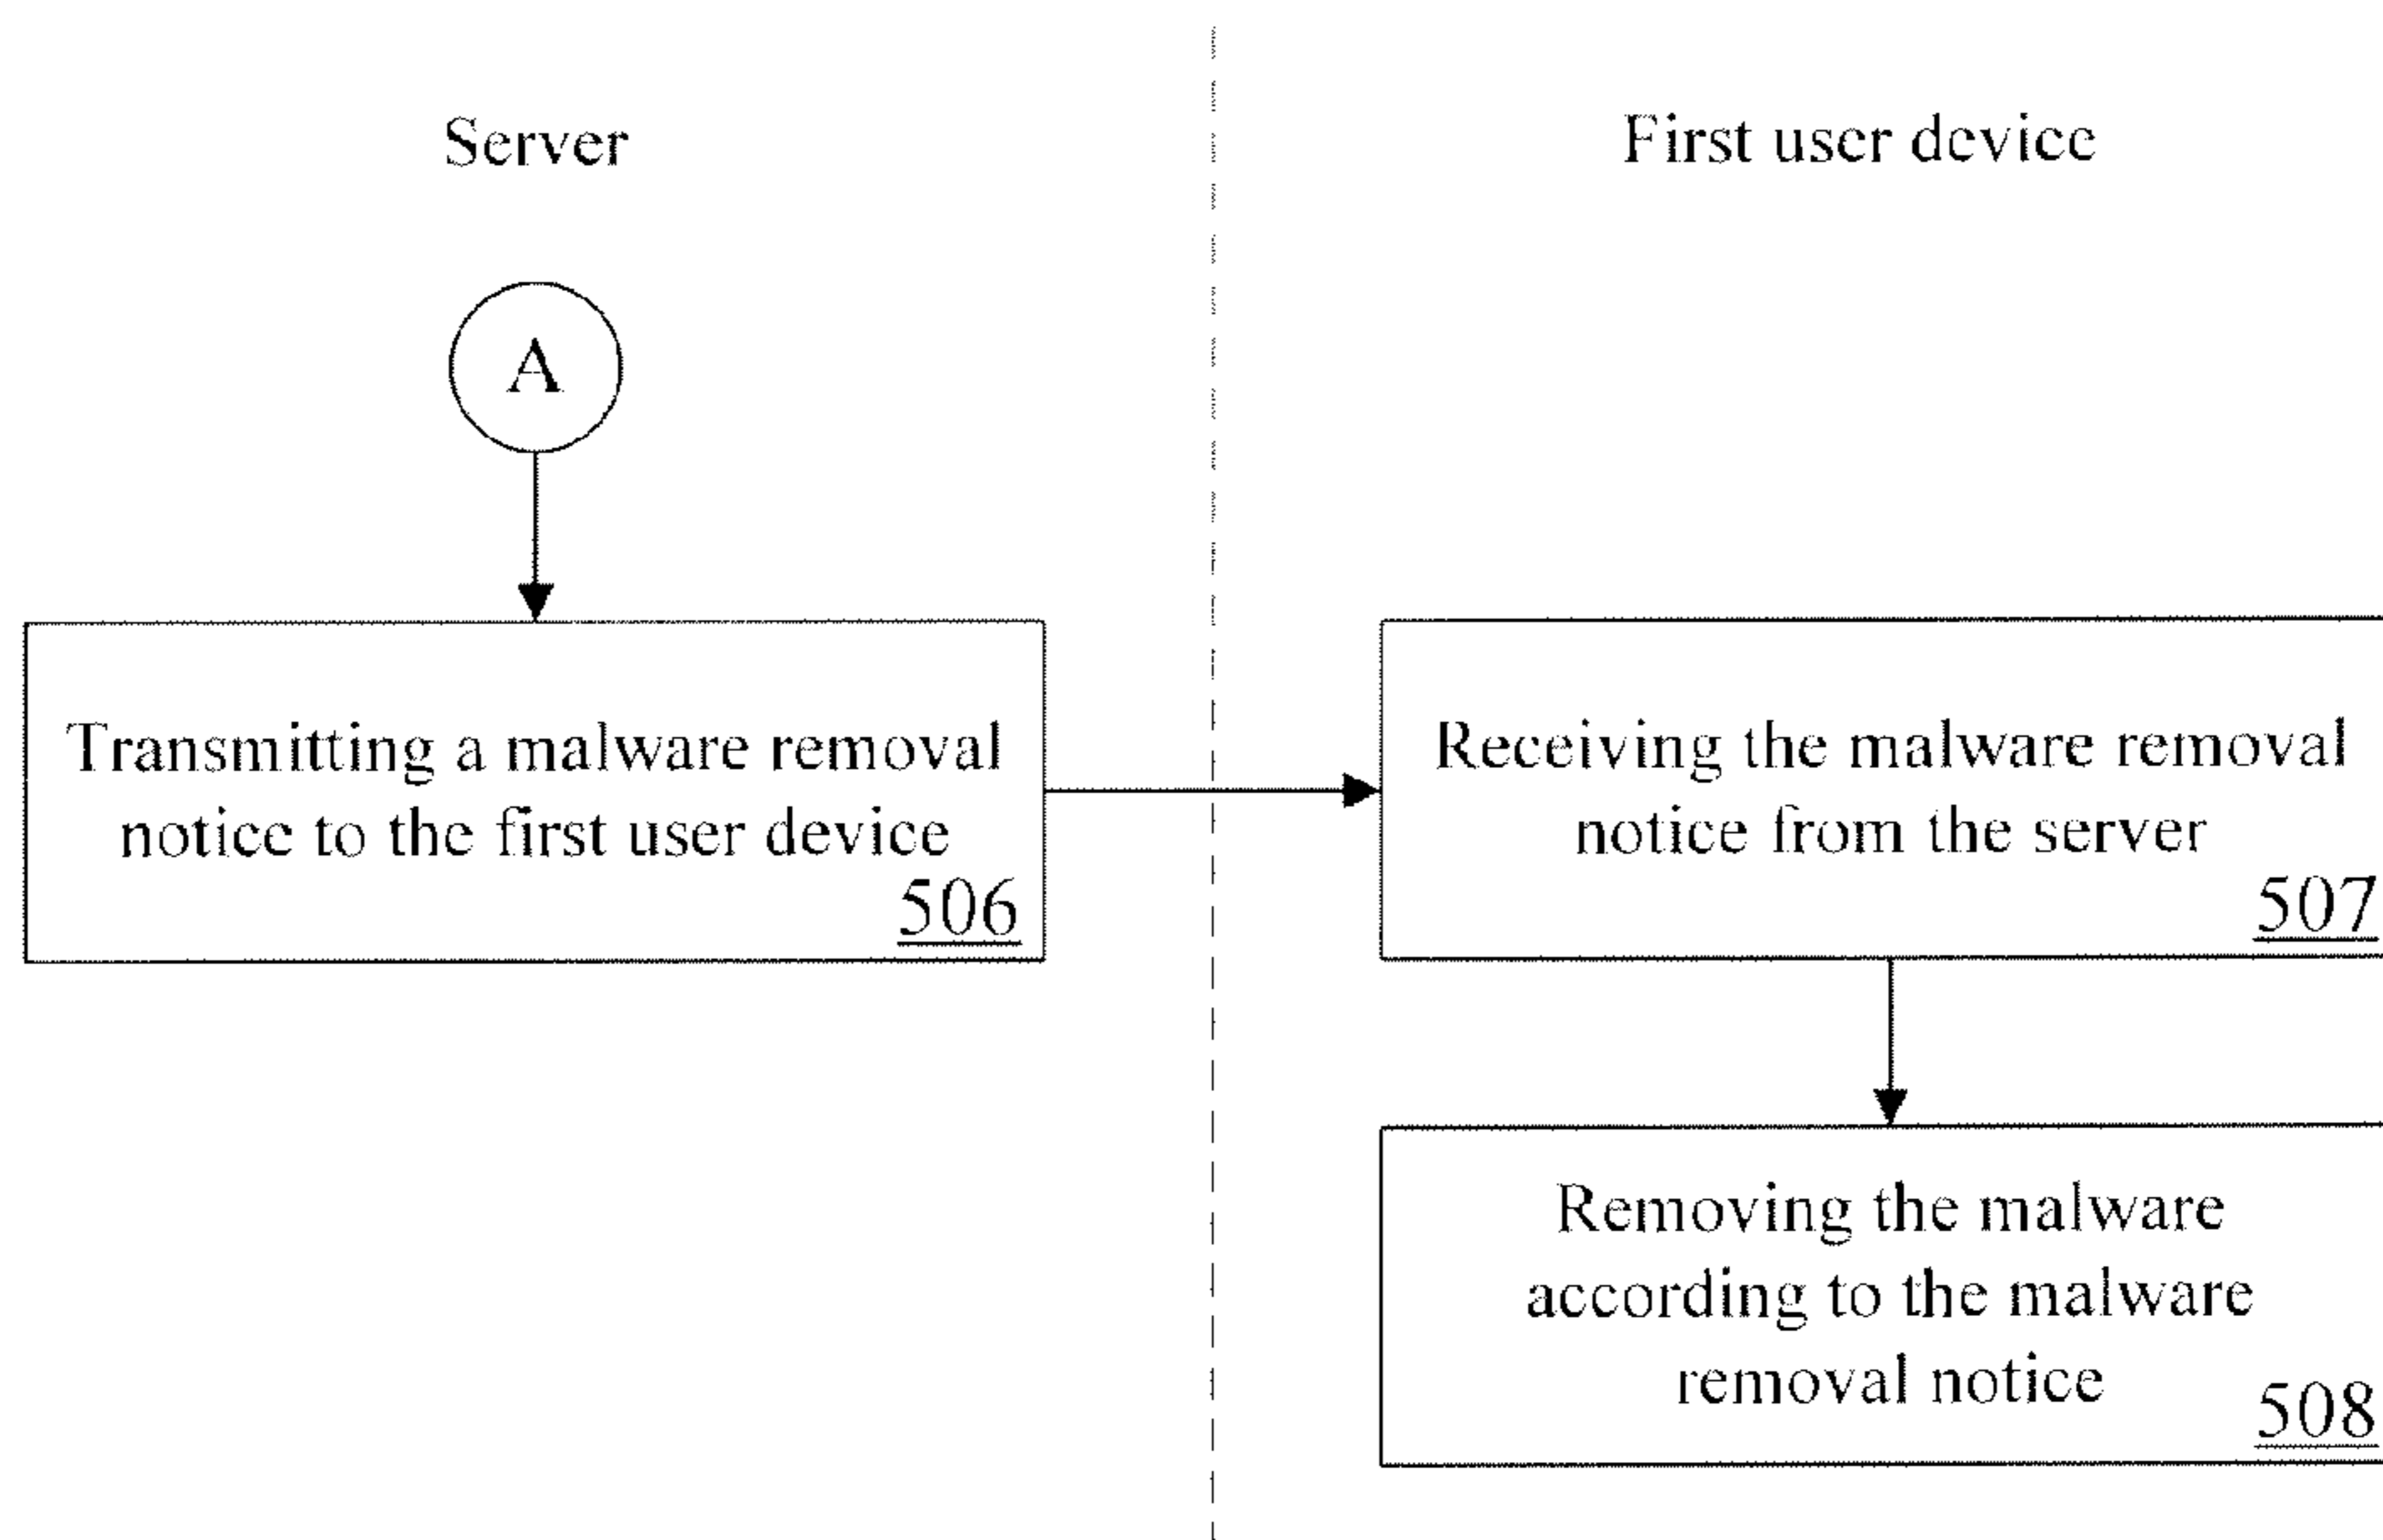 Server
First user device
A
Transmitting a malware removal
notice to the first user device
506
Receiving the malware removal
notice from the server
507
Removing the malware
according to the malware
removal notice
508